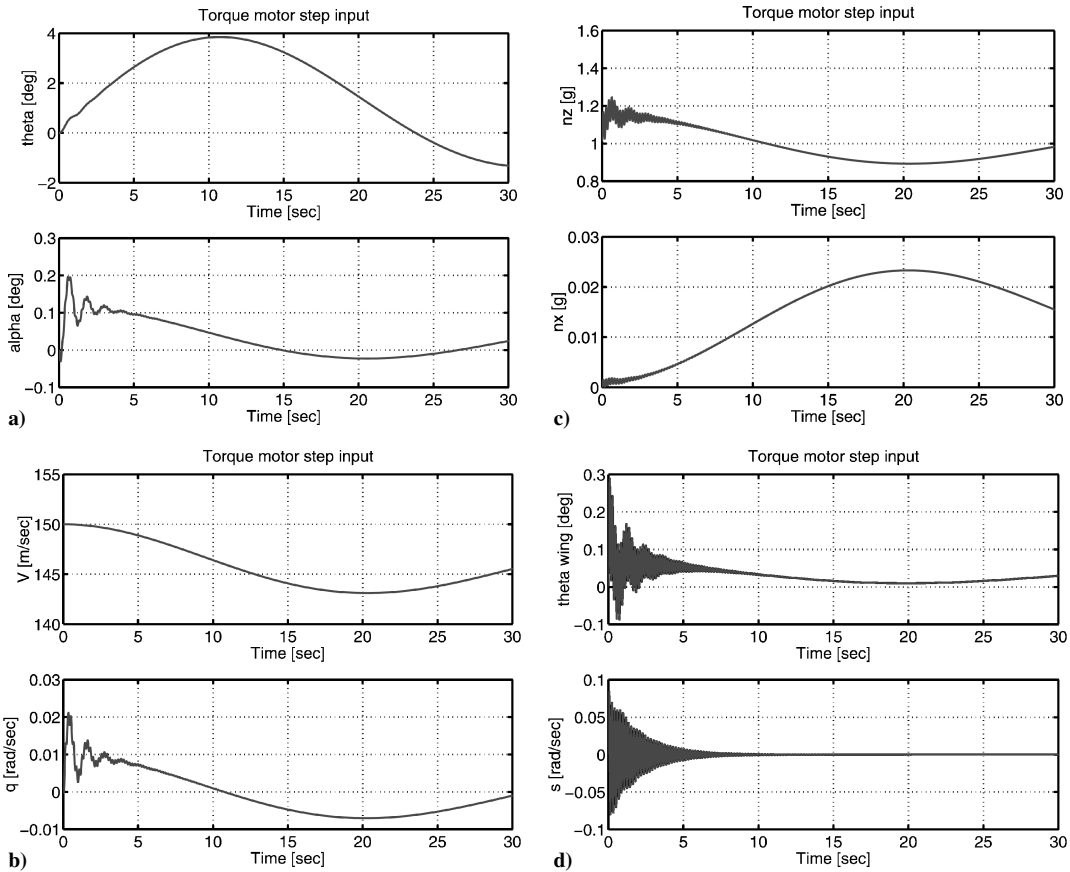 Torque motor step input
theta [deg]
4
2
0
−2
0 5 10 15 20 25 30
Time [sec]
alpha [deg]
0.3
0.2
0.1
0
−0.1
0 5 10 15 20 25 30
Time [sec]
a)
Torque motor step input
nz [g]
1.6
1.4
1.2
1
0.8
0 5 10 15 20 25 30
Time [sec]
nx [g]
0.03
0.02
0.01
0
0 5 10 15 20 25 30
Time [sec]
c)
Torque motor step input
V [m/sec]
155
150
145
140
0 5 10 15 20 25 30
Time [sec]
q [rad/sec]
0.03
0.02
0.01
0
−0.01
0 5 10 15 20 25 30
Time [sec]
b)
Torque motor step input
theta wing [deg]
0.3
0.2
0.1
0
−0.1
0 5 10 15 20 25 30
Time [sec]
s [rad/sec]
0.1
0.05
0
−0.05
−0.1
0 5 10 15 20 25 30
Time [sec]
d)